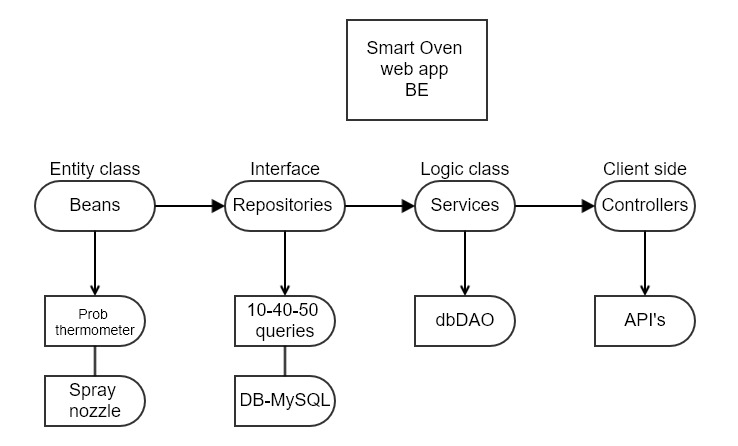 Smart Oven
web app
BE
Entity class
Interface
Logic class
Client side
Beans
Repositories
Services
Controllers
Prob
thermometer
10-40-50
queries
dbDAO
API's
Spray
nozzle
DB-MySQL